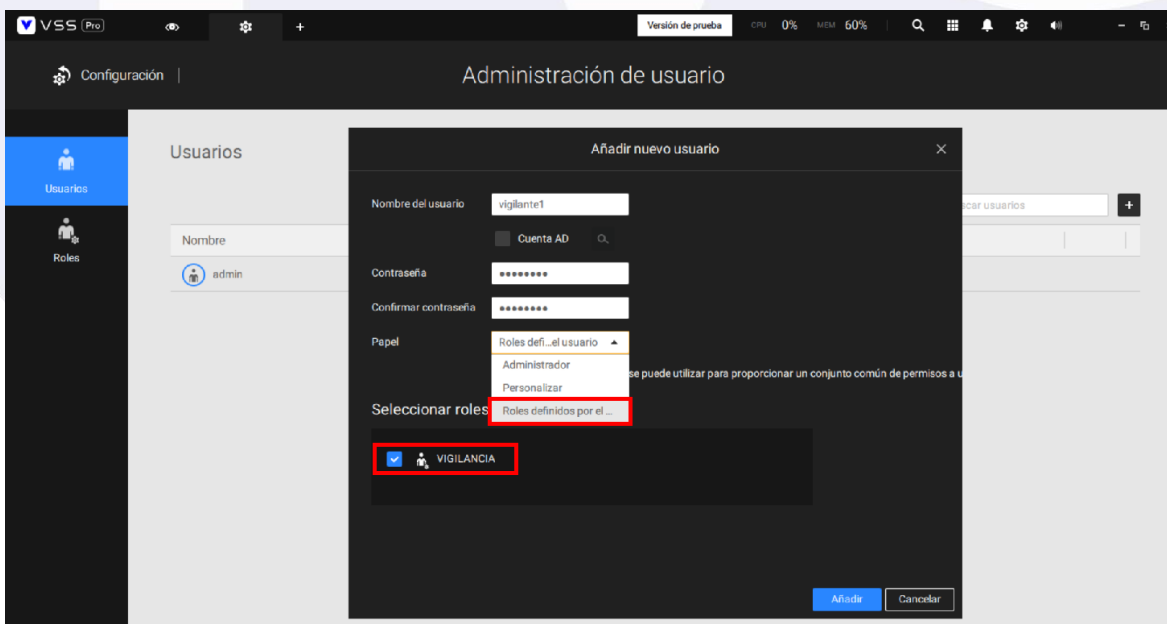 VSS Pro
+
Versión de prueba
CPU 0%
MEM 60%
Configuración
Administración de usuario
Usuarios
Roles
Usuarios
usuarios
+
Nombre
admin
Añadir nuevo usuario
Nombre del usuario
vigilante1
Cuenta AD
Contraseña
Confirmar contraseña
Papel
Roles defi...el usuario
Administrador
Personalizar
Roles definidos por el ...
se puede utilizar para proporcionar un conjunto común de permisos a u
Seleccionar roles
VIGILANCIA
Añadir
Cancelar